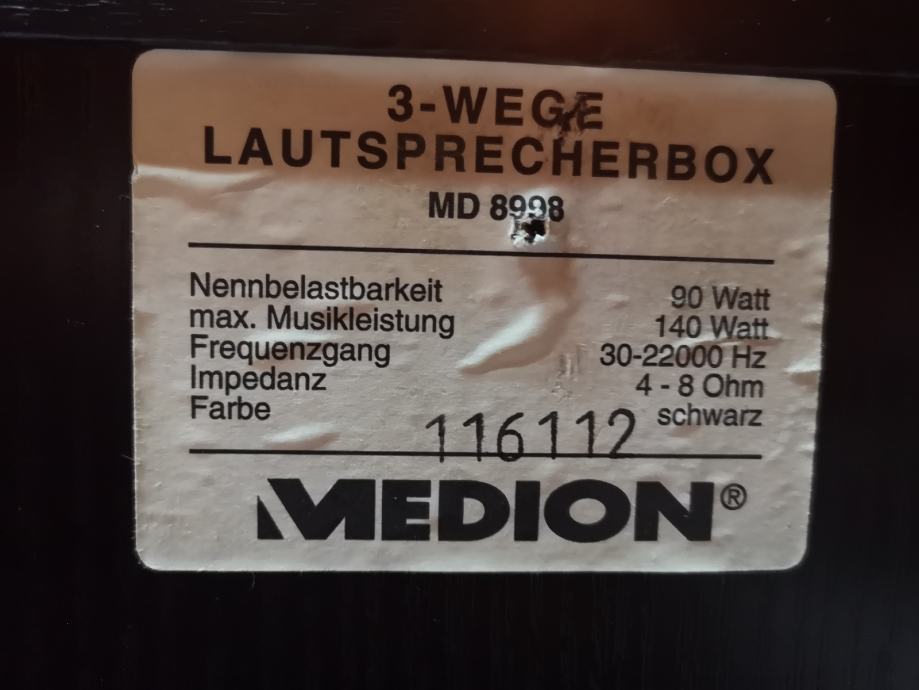 3-WEGE
LAUTSPRECHERBOX
MD 8998
Nennbelastbarkeit 90 Watt
max. Musikleistung 140 Watt
Frequenzgang 30-22000 Hz
Impedanz 4 - 8 Ohm
Farbe schwarz
116112
MEDION®